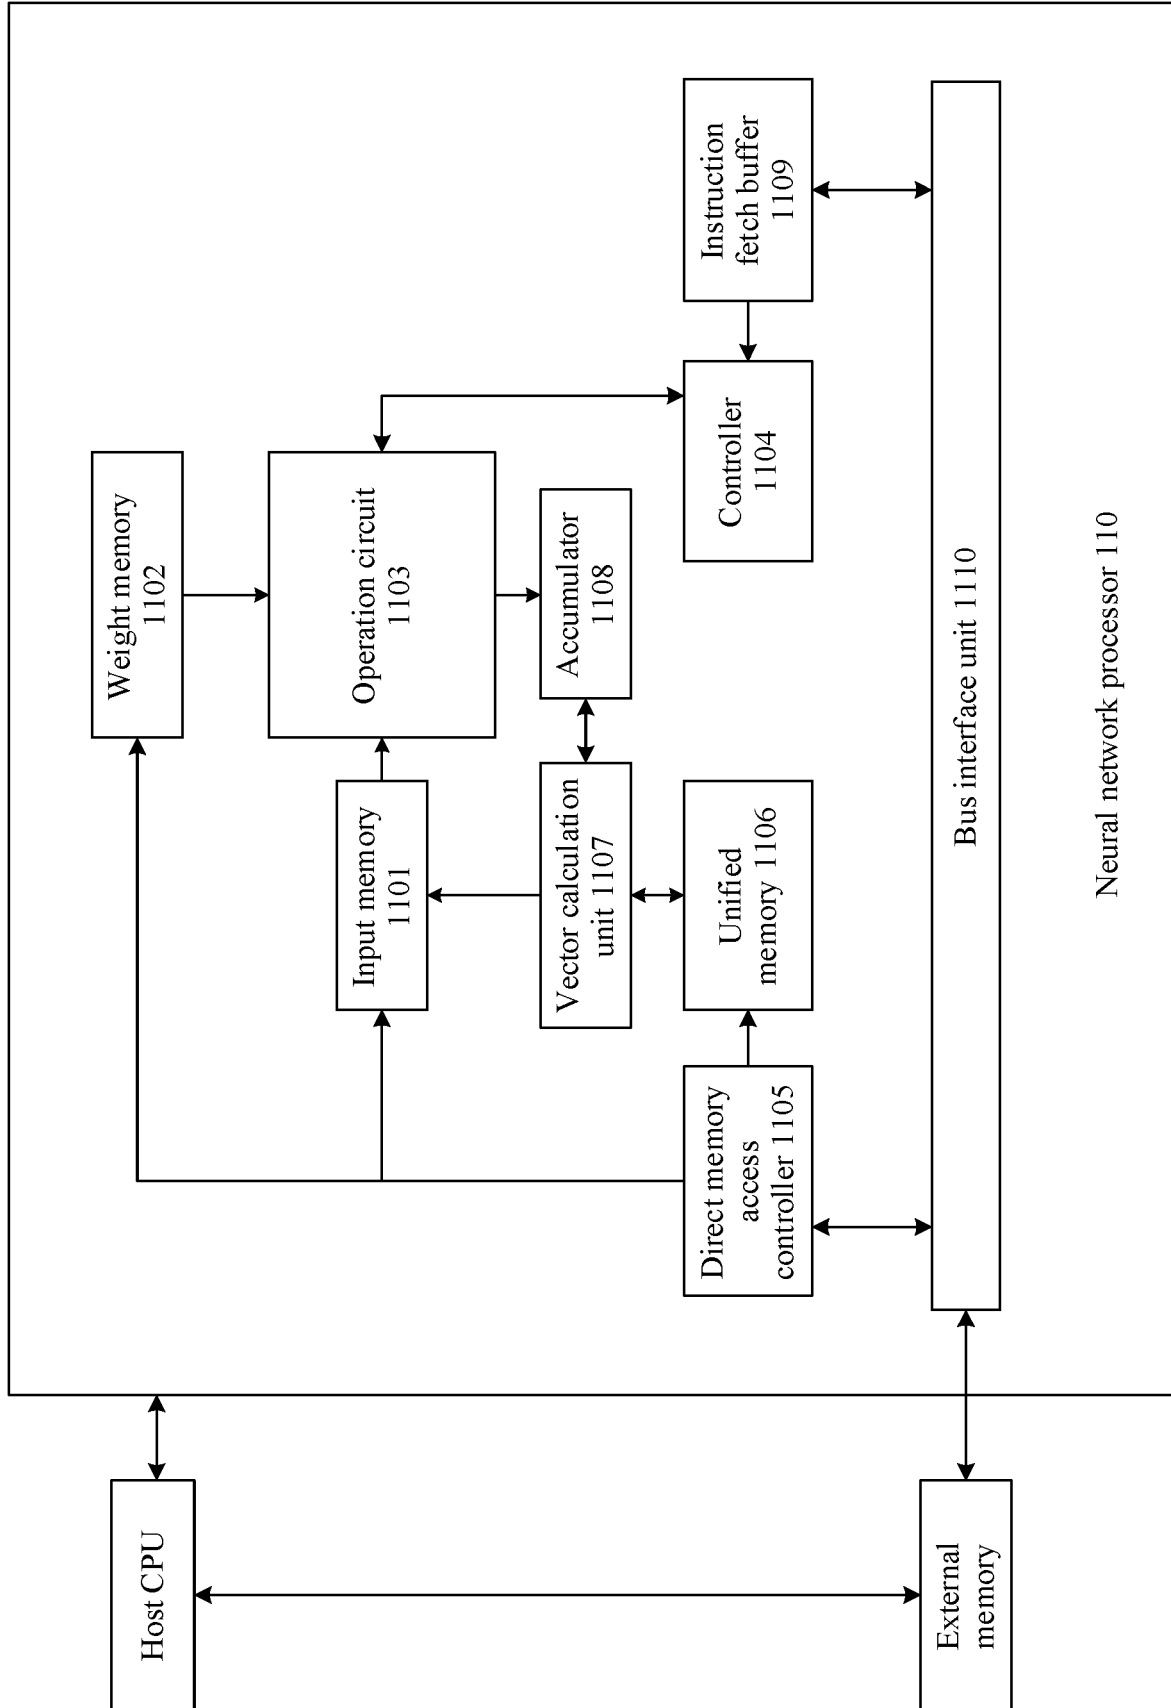 Host CPU
External
memory
Weight memory
1102
Input memory
1101
Operation circuit
1103
Vector calculation
unit 1107
Accumulator
1108
Direct memory
access
controller 1105
Unified
memory 1106
Controller
1104
Instruction
fetch buffer
1109
Bus interface unit 1110
Neural network processor 110